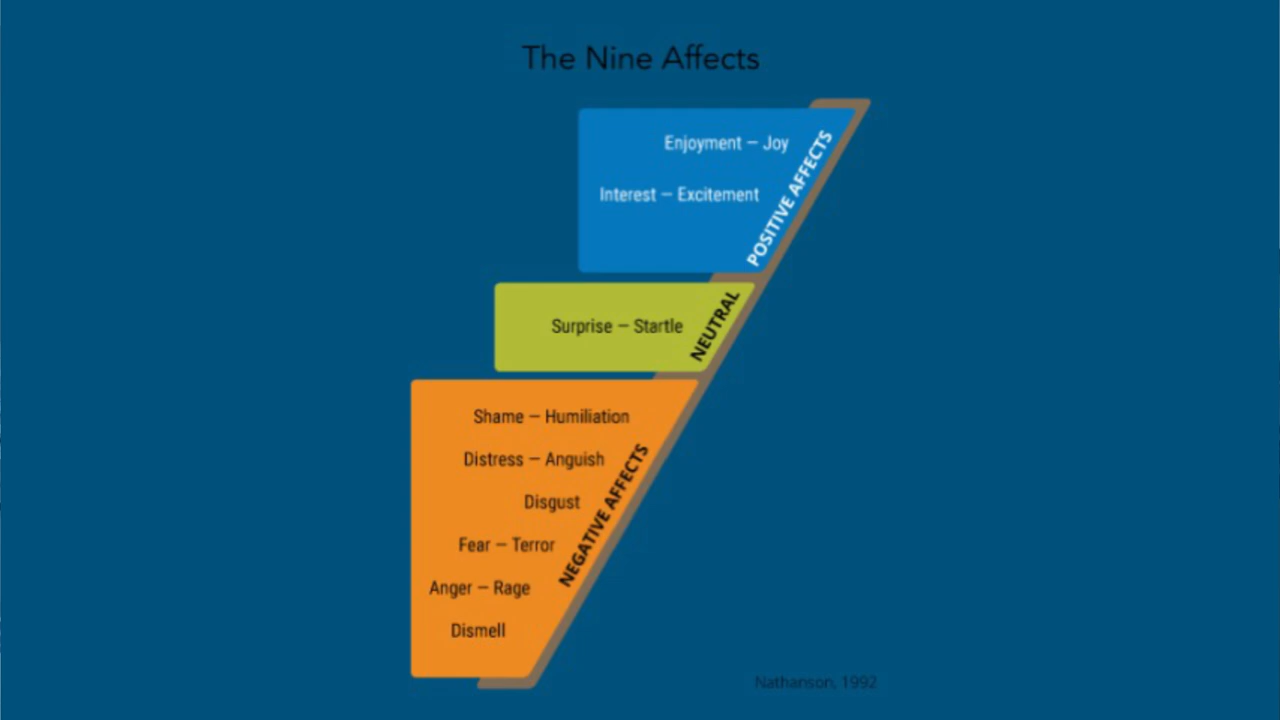 The Nine Affects
Enjoyment – Joy
Interest – Excitement
POSITIVE AFFECTS
Surprise – Startle
NEUTRAL
Shame – Humiliation
Distress – Anguish
Disgust
Fear – Terror
Anger – Rage
Dismell
NEGATIVE AFFECTS
Nathanson, 1992